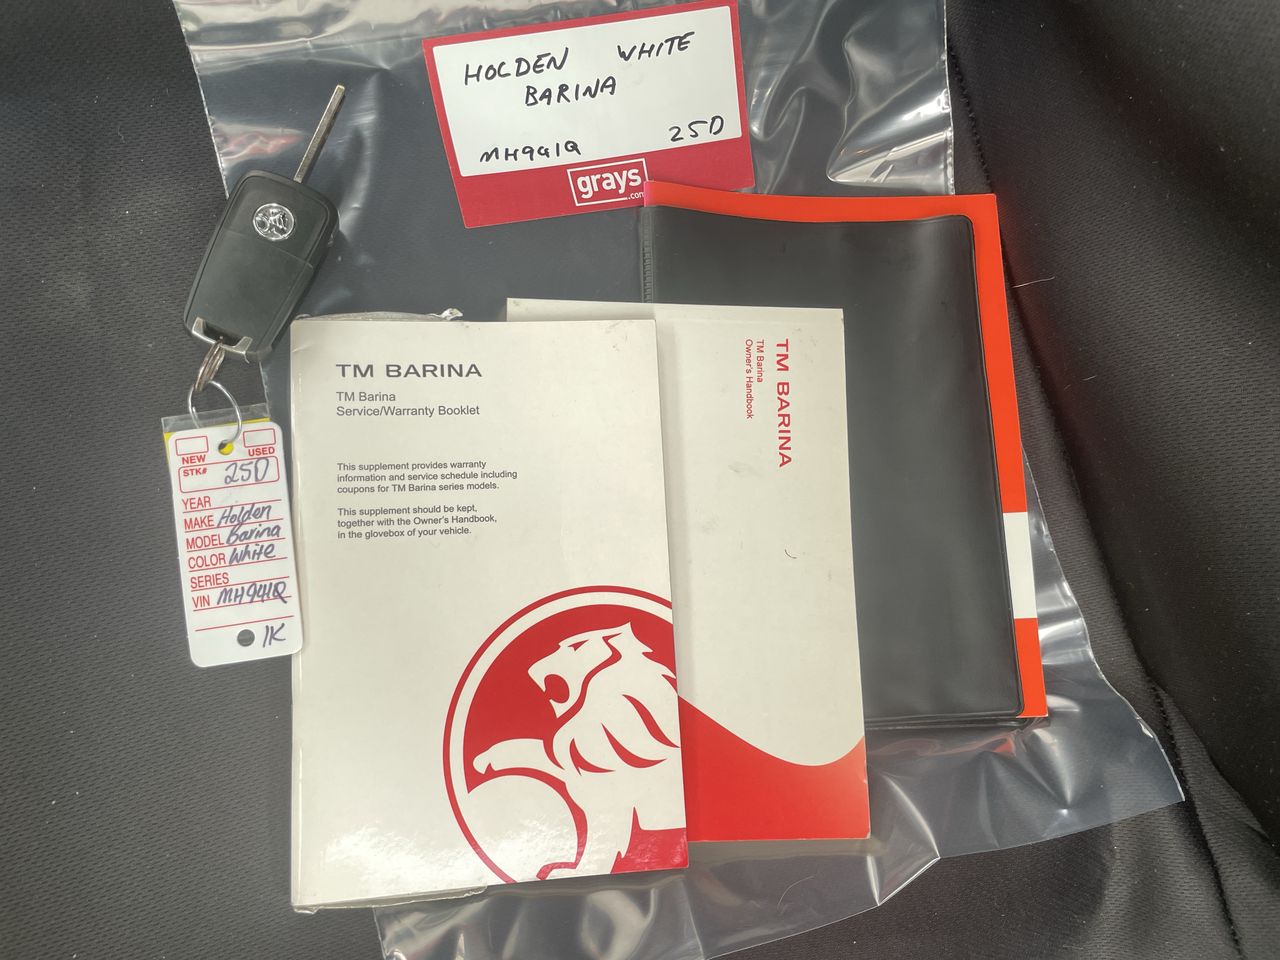 HOLDEN WHITE
BARINA
MH941Q 25D
grays
.com
TM BARINA
TM Barina
Service/Warranty Booklet
This supplement provides warranty
information and service schedule including
coupons for TM Barina series models.
This supplement should be kept,
together with the Owner's Handbook,
in the glovebox of your vehicle.
TM BARINA
TM Barina
Owner's Handbook
NEW USED
STK# 25D
YEAR
MAKE Holden
MODEL Barina
COLOR White
SERIES
VIN MH941Q
1K